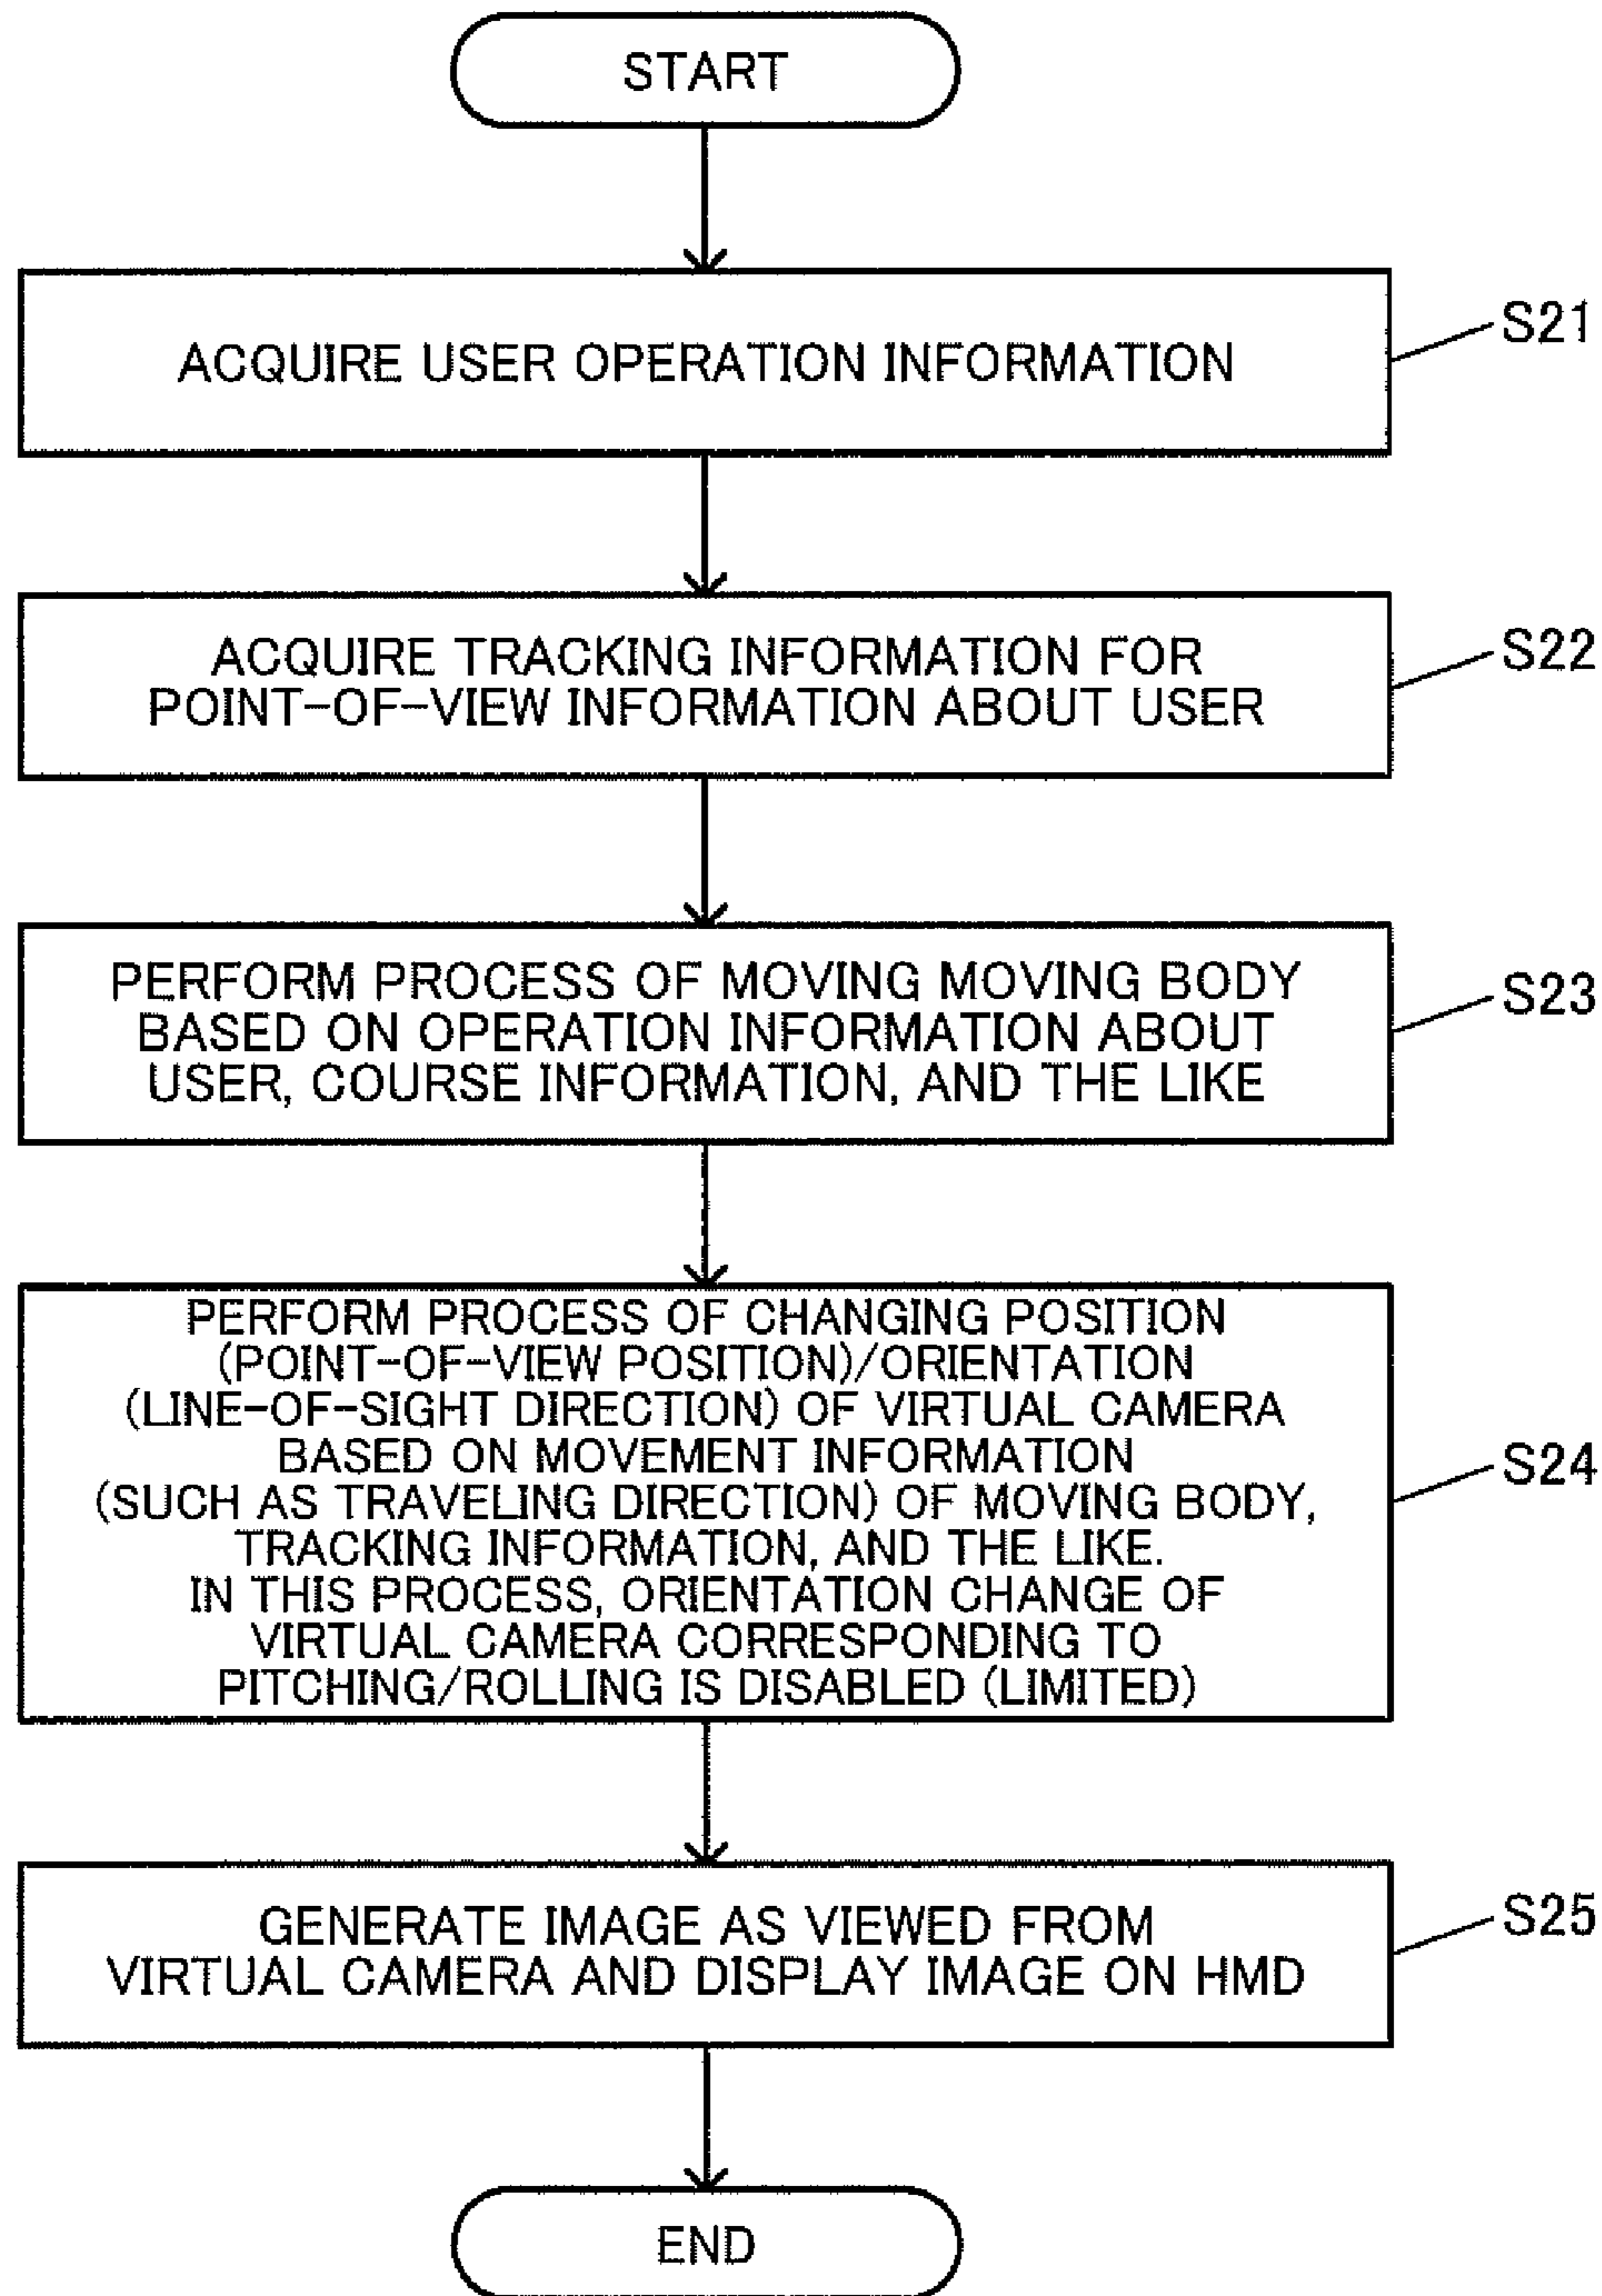 START
ACQUIRE USER OPERATION INFORMATION
S21
ACQUIRE TRACKING INFORMATION FOR
POINT-OF-VIEW INFORMATION ABOUT USER
S22
PERFORM PROCESS OF MOVING MOVING BODY
BASED ON OPERATION INFORMATION ABOUT
USER, COURSE INFORMATION, AND THE LIKE
S23
PERFORM PROCESS OF CHANGING POSITION
(POINT-OF-VIEW POSITION)/ORIENTATION
(LINE-OF-SIGHT DIRECTION) OF VIRTUAL CAMERA
BASED ON MOVEMENT INFORMATION
(SUCH AS TRAVELING DIRECTION) OF MOVING BODY,
TRACKING INFORMATION, AND THE LIKE.
IN THIS PROCESS, ORIENTATION CHANGE OF
VIRTUAL CAMERA CORRESPONDING TO
PITCHING/ROLLING IS DISABLED (LIMITED)
S24
GENERATE IMAGE AS VIEWED FROM
VIRTUAL CAMERA AND DISPLAY IMAGE ON HMD
S25
END